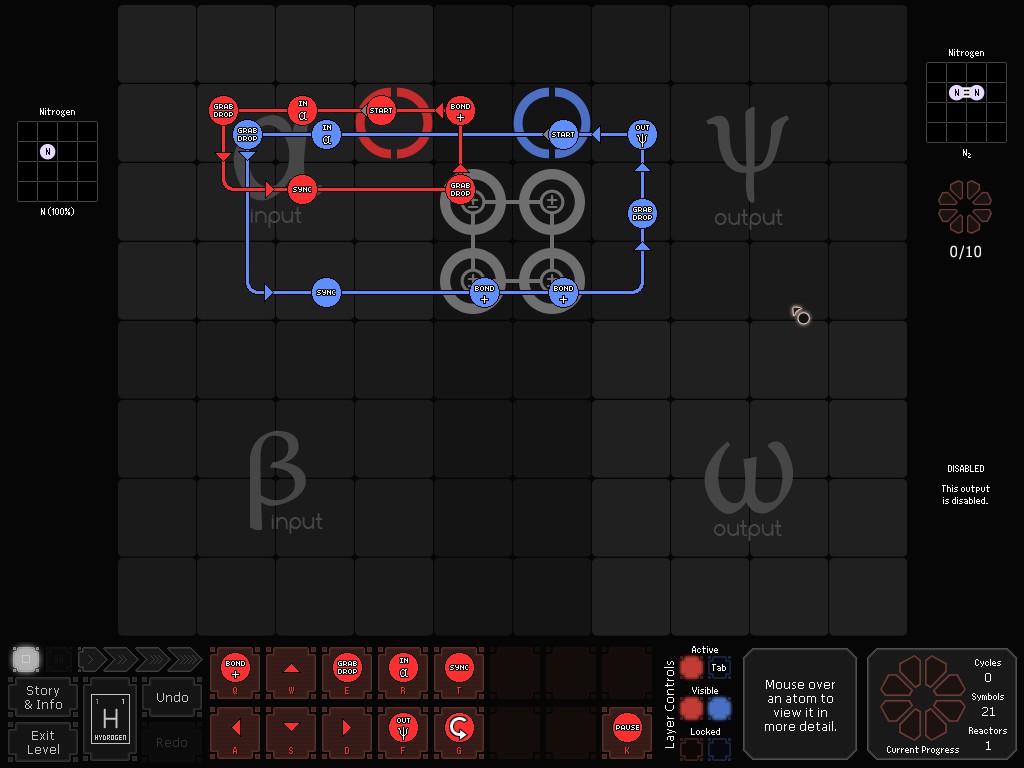 Nitrogen
N
N (100%)
Nitrogen
N = N
N₂
0/10
GRAB DROP
IN α
START
BOND +
GRAB DROP
IN α
START
OUT ψ
α
input
ψ
output
SYNC
GRAB DROP
±
±
GRAB DROP
SYNC
BOND +
BOND +
β
input
ω
output
DISABLED
This output
is disabled.
Story
& Info
Exit
Level
1 1
H
HYDROGEN
Undo
Redo
BOND +
Q
W
GRAB DROP
E
IN α
R
SYNC
T
A
S
D
OUT ψ
F
G
PAUSE
K
Layer Controls
Active
Tab
Visible
Locked
Mouse over
an atom to
view it in
more detail.
Cycles
0
Symbols
21
Reactors
1
Current Progress